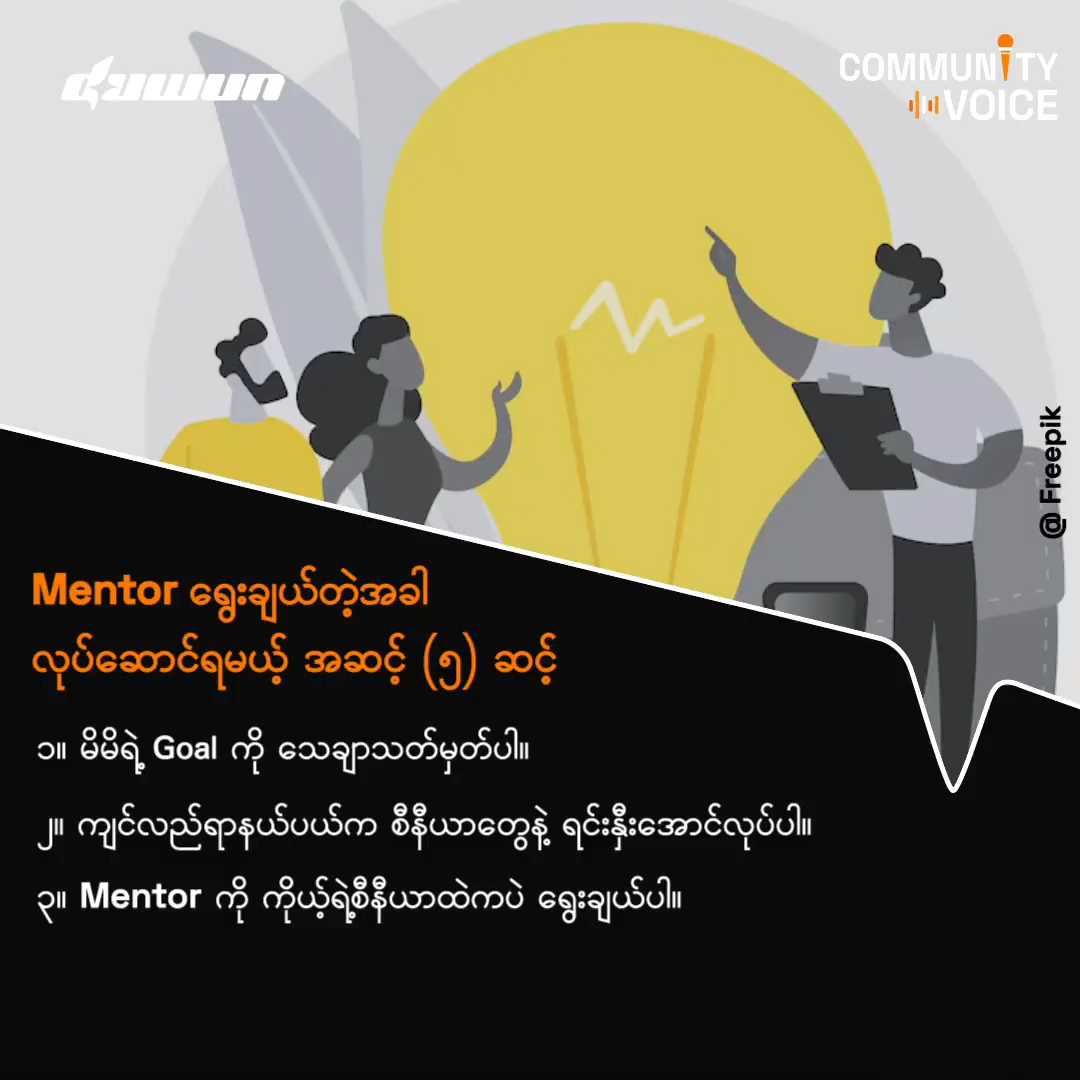 COMMUNITY
VOICE
@ Freepik
Mentor ရွေးချယ်တဲ့အခါ
လုပ်ဆောင်ရမယ့် အဆင့် (၅) ဆင့်
၁။ မိမိရဲ့ Goal ကို သေချာသတ်မှတ်ပါ။
၂။ ကျင်လည်ရာနယ်ပယ်က စီနီယာတွေနဲ့ ရင်းနှီးအောင်လုပ်ပါ။
၃။ Mentor ကို ကိုယ့်ရဲ့စီနီယာထဲကပဲ ရွေးချယ်ပါ။